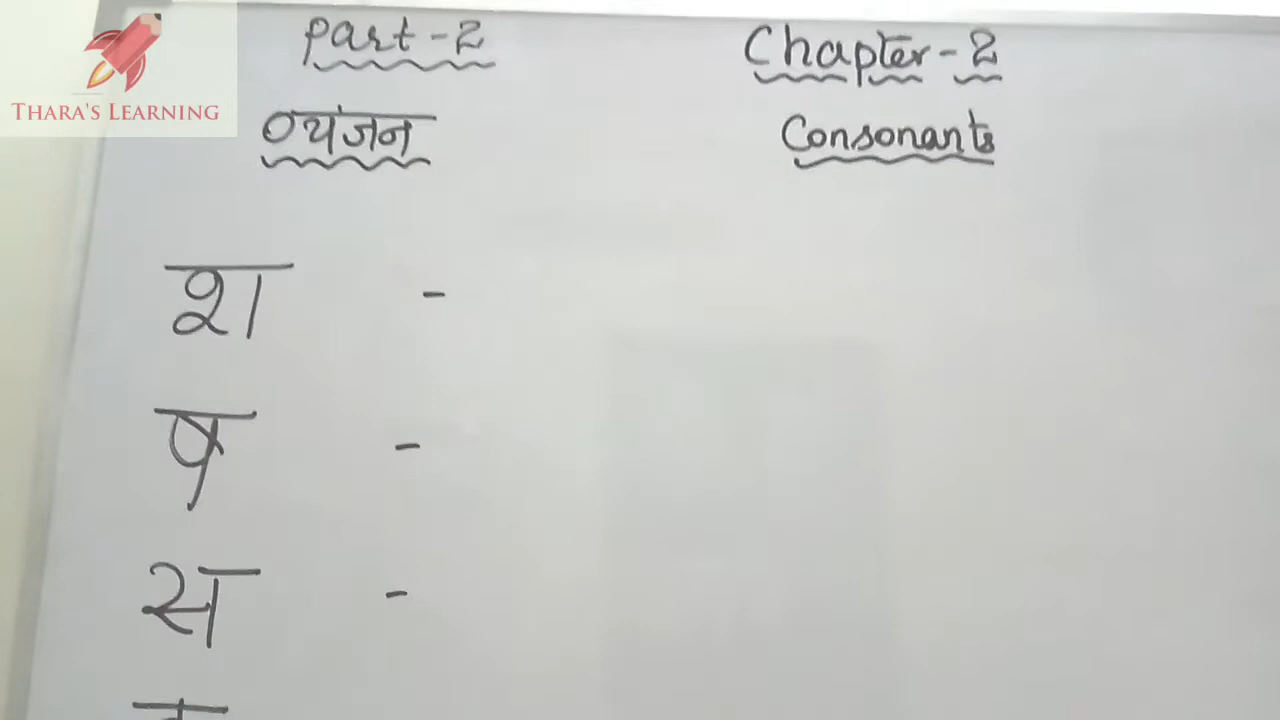 THARA'S LEARNING
Part-2
Chapter-2
व्यंजन
Consonants
श -
ष -
स -